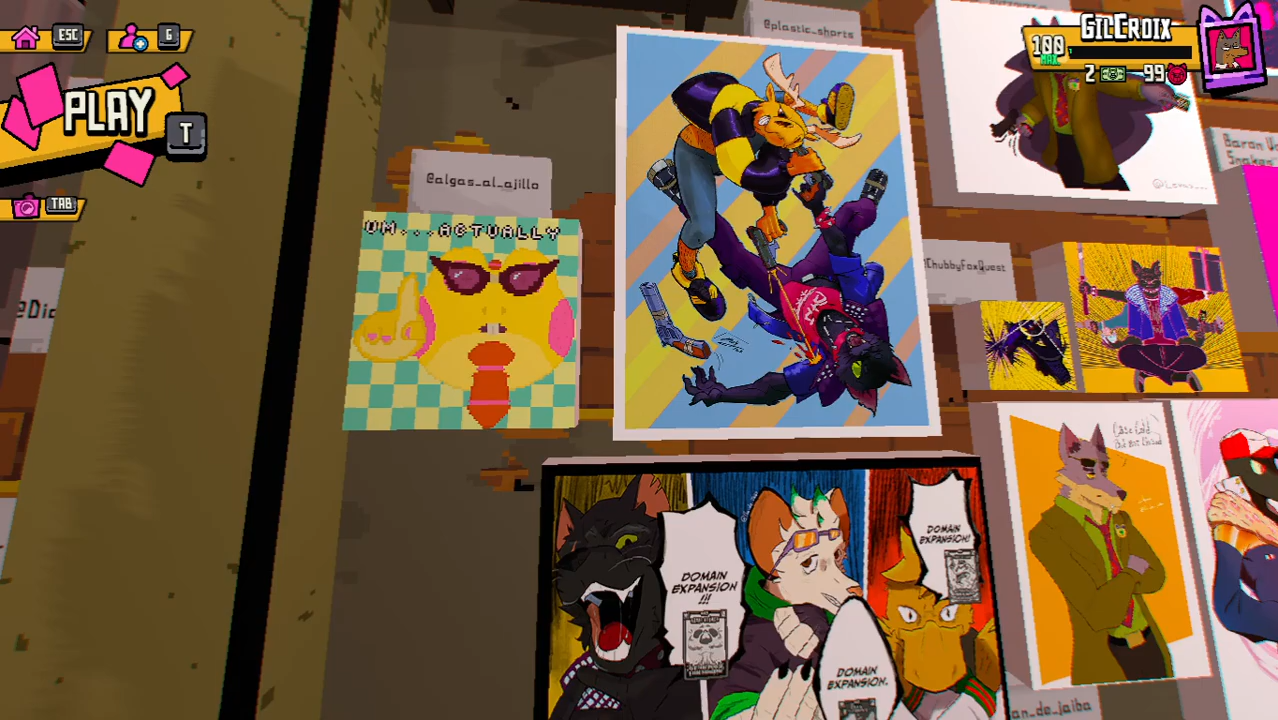 ESC
G
PLAY
T
TAB
@plastic_shorts
@algas_al_ajillo
UM...ACTUALLY
GILCROIX
100
MAX
2
99
Baron Vo
ChubbyFoxQuest
DOMAIN
EXPANSION
!!!
DOMAIN
EXPANSION!
DOMAIN
EXPANSION.
an_de_jaiba